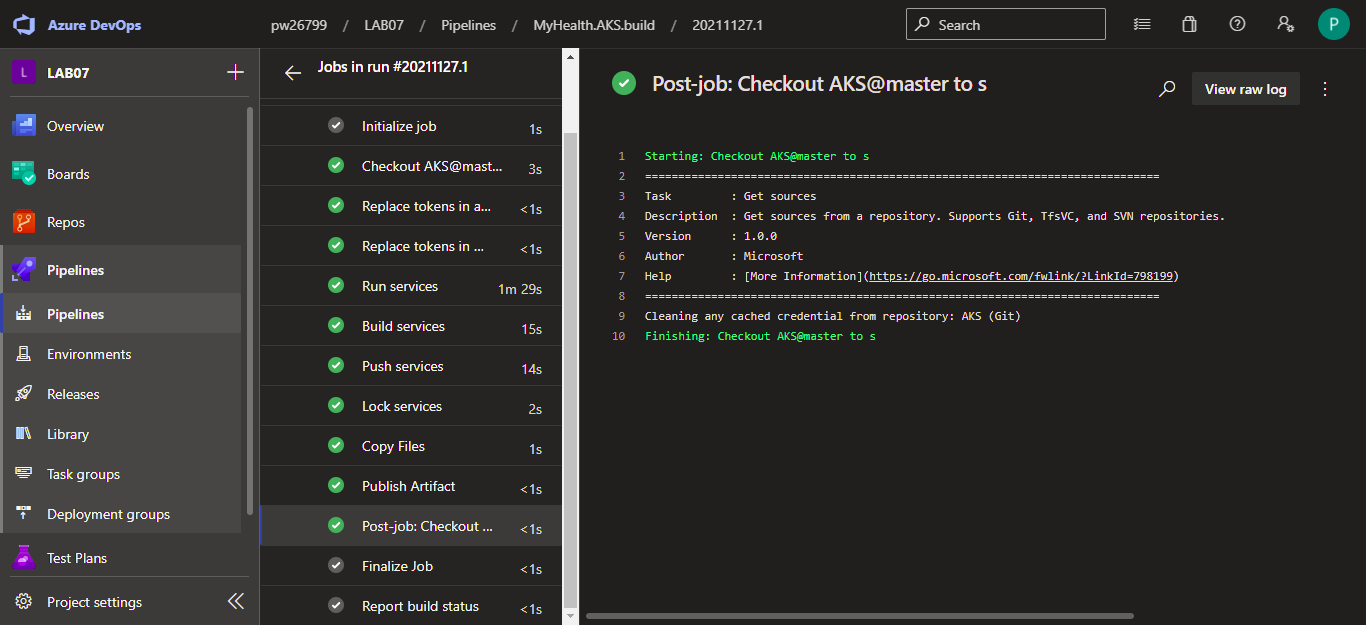 Azure DevOps
pw26799 / LAB07 / Pipelines / MyHealth.AKS.build / 20211127.1
Search
P
L LAB07
Overview
Boards
Repos
Pipelines
Pipelines
Environments
Releases
Library
Task groups
Deployment groups
Test Plans
Project settings
Jobs in run #20211127.1
Initialize job 1s
Checkout AKS@mast... 3s
Replace tokens in a... <1s
Replace tokens in ... <1s
Run services 1m 29s
Build services 15s
Push services 14s
Lock services 2s
Copy Files 1s
Publish Artifact <1s
Post-job: Checkout ... <1s
Finalize Job <1s
Report build status <1s
Post-job: Checkout AKS@master to s
View raw log
1 Starting: Checkout AKS@master to s
2 ==============================================================================
3 Task : Get sources
4 Description : Get sources from a repository. Supports Git, TfsVC, and SVN repositories.
5 Version : 1.0.0
6 Author : Microsoft
7 Help : [More Information](https://go.microsoft.com/fwlink/?LinkId=798199)
8 ==============================================================================
9 Cleaning any cached credential from repository: AKS (Git)
10 Finishing: Checkout AKS@master to s